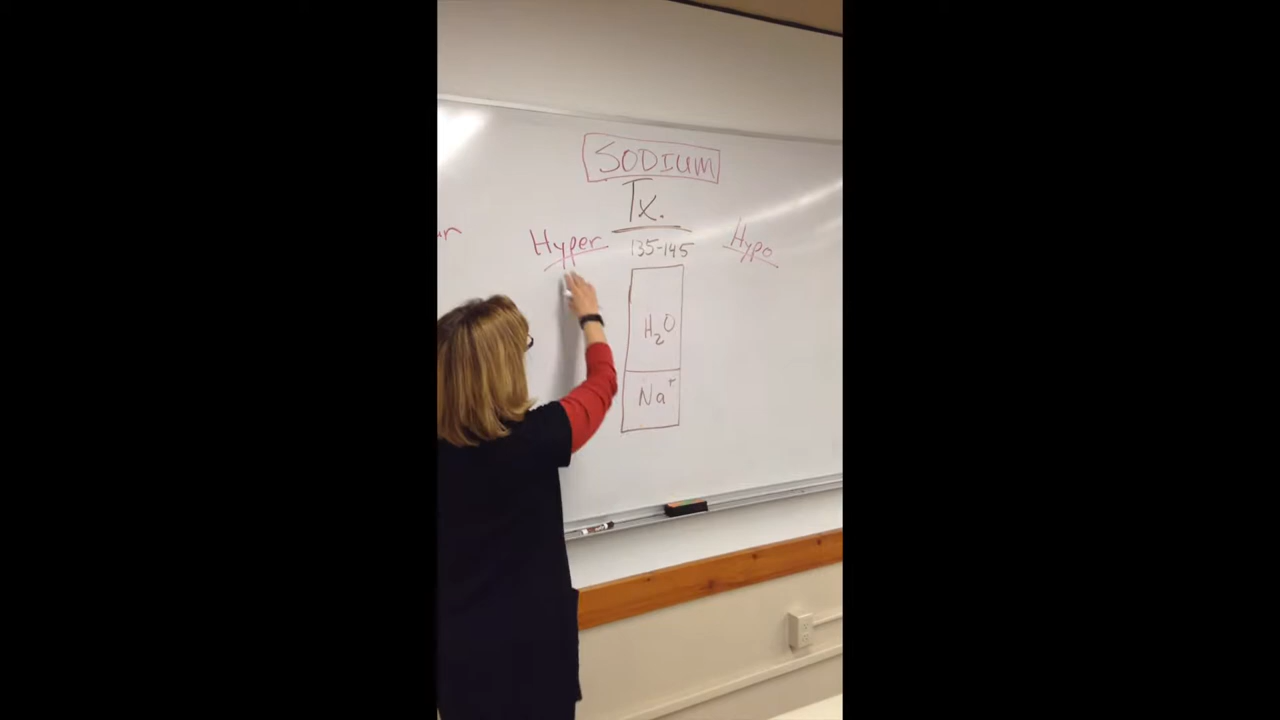 SODIUM
Tx.
Hyper 135-145 Hypo
H₂O
Na⁺